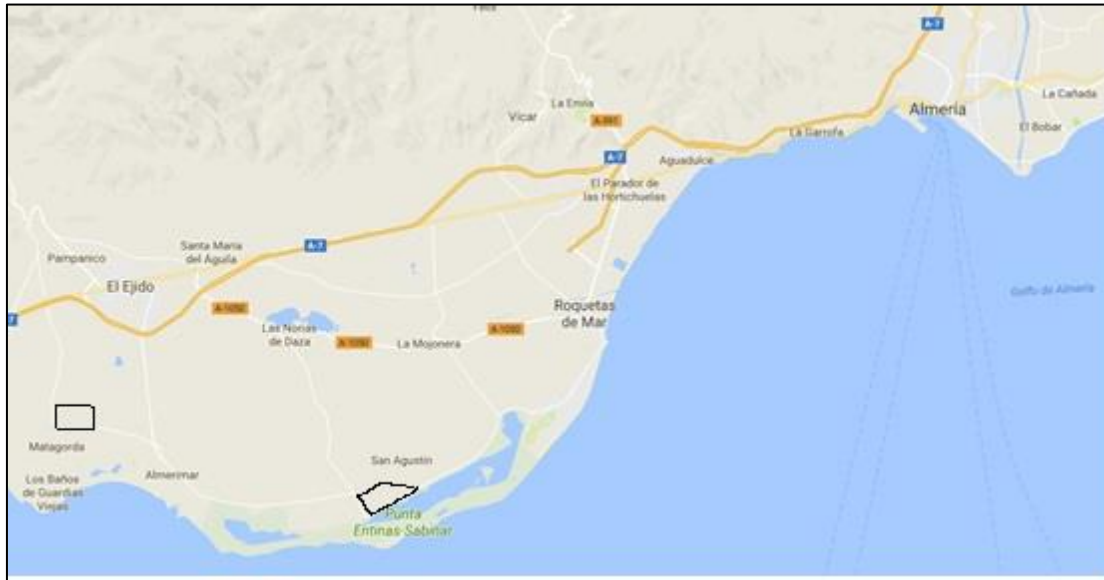 Felix
A-7
La Cañada
Almería
La Envía
Vícar
A-391
El Bobar
La Garrofa
A-7
Aguadulce
El Parador de
las Hortichuelas
Santa María
del Águila
A-7
Pampanico
El Ejido
Golfo de Almería
A-1050
Roquetas
de Mar
7
Las Norias
de Daza
A-1050
A-1050
La Mojonera
Matagorda
San Agustín
Almerimar
Los Baños
de Guardias
Viejas
Punta
Entinas-Sabinar